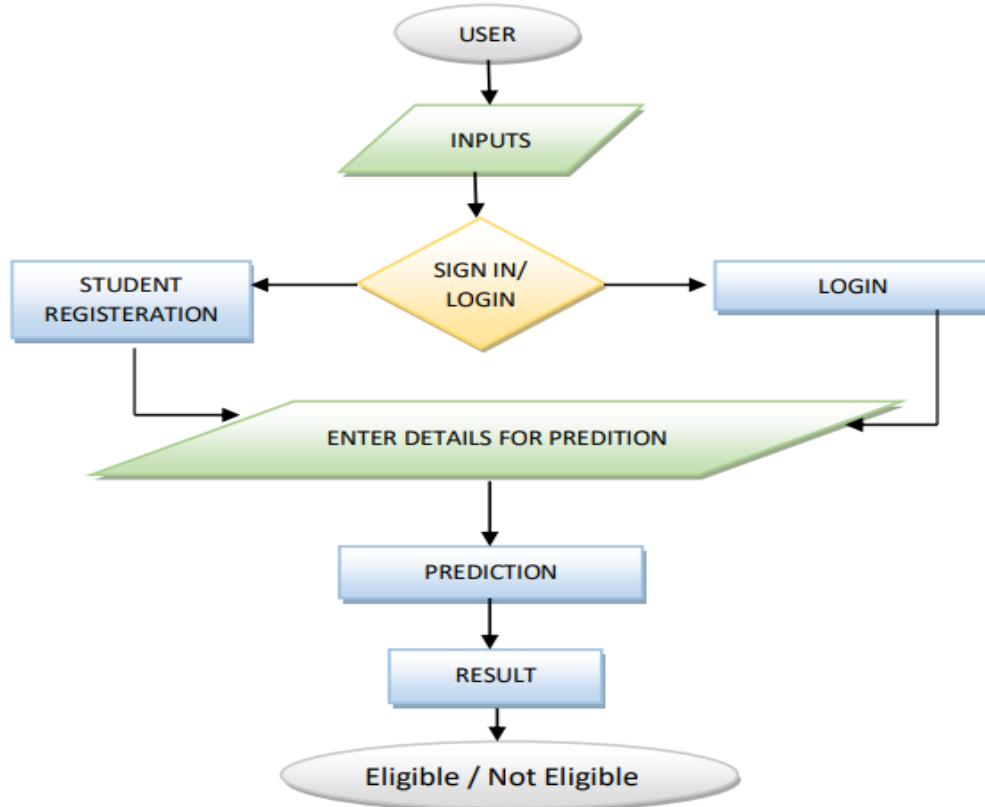 USER
INPUTS
SIGN IN/
LOGIN
STUDENT
REGISTERATION
LOGIN
ENTER DETAILS FOR PREDITION
PREDICTION
RESULT
Eligible / Not Eligible